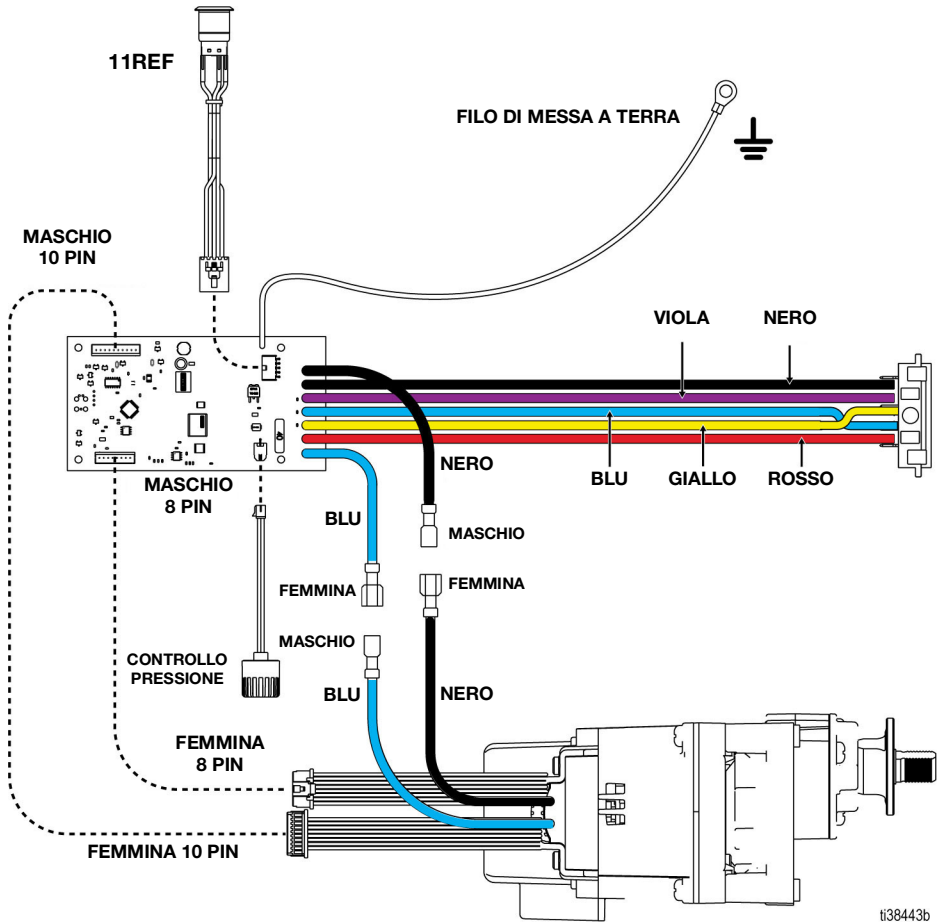 11REF
FILO DI MESSA A TERRA
MASCHIO
10 PIN
VIOLA
NERO
NERO
BLU
GIALLO
ROSSO
MASCHIO
8 PIN
BLU
MASCHIO
FEMMINA
FEMMINA
MASCHIO
CONTROLLO
PRESSIONE
BLU
NERO
FEMMINA
8 PIN
FEMMINA 10 PIN
ti38443b